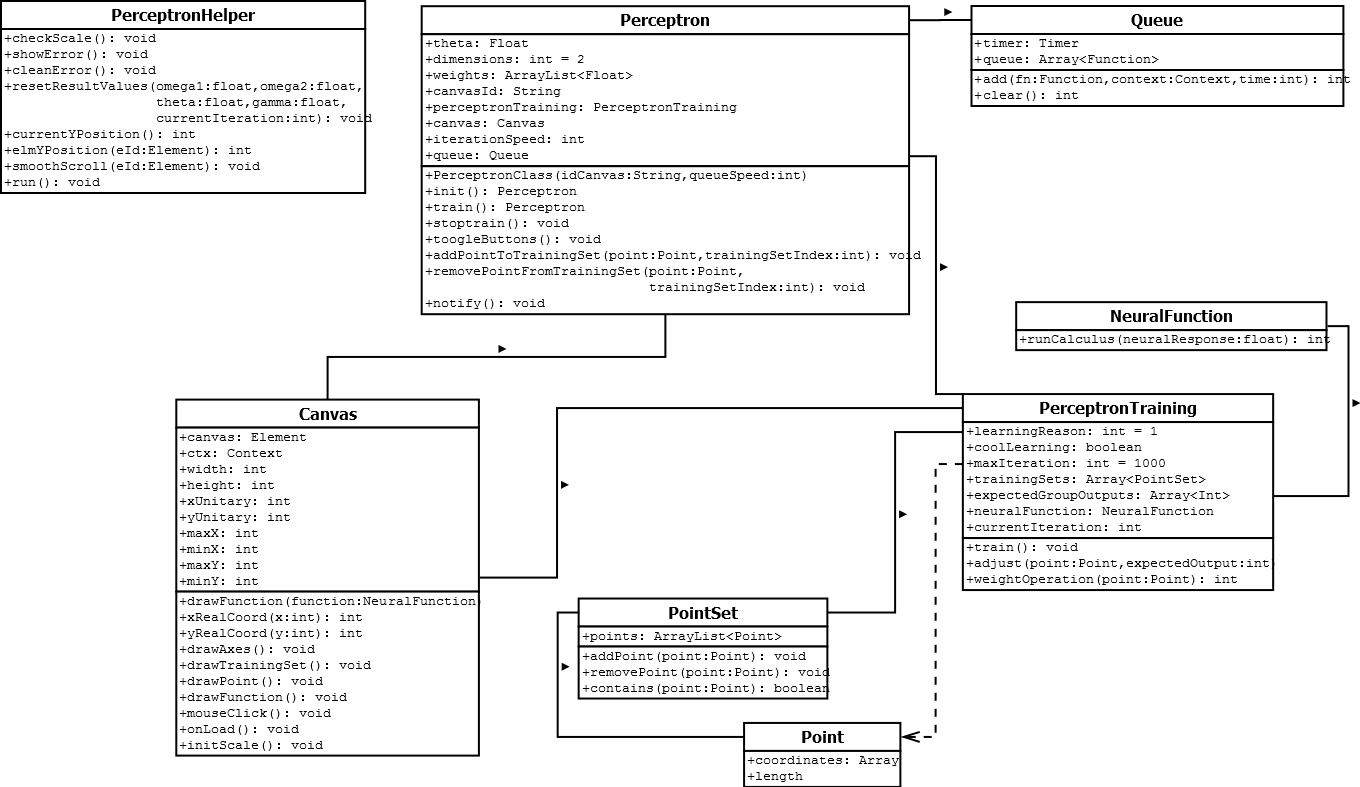 PerceptronHelper
+checkScale(): void
+showError(): void
+cleanError(): void
+resetResultValues(omega1:float,omega2:float,
theta:float,gamma:float,
currentIteration:int): void
+currentYPosition(): int
+elmYPosition(eId:Element): int
+smoothScroll(eId:Element): void
+run(): void
Perceptron
+theta: Float
+dimensions: int = 2
+weights: ArrayList<Float>
+canvasId: String
+perceptronTraining: PerceptronTraining
+canvas: Canvas
+iterationSpeed: int
+queue: Queue
+PerceptronClass(idCanvas:String,queueSpeed:int)
+init(): Perceptron
+train(): Perceptron
+stoptrain(): void
+toogleButtons(): void
+addPointToTrainingSet(point:Point,trainingSetIndex:int): void
+removePointFromTrainingSet(point:Point,
trainingSetIndex:int): void
+notify(): void
Queue
+timer: Timer
+queue: Array<Function>
+add(fn:Function,context:Context,time:int): int
+clear(): int
NeuralFunction
+runCalculus(neuralResponse:float): int
Canvas
+canvas: Element
+ctx: Context
+width: int
+height: int
+xUnitary: int
+yUnitary: int
+maxX: int
+minX: int
+maxY: int
+minY: int
+drawFunction(function:NeuralFunction)
+xRealCoord(x:int): int
+yRealCoord(y:int): int
+drawAxes(): void
+drawTrainingSet(): void
+drawPoint(): void
+drawFunction(): void
+mouseClick(): void
+onLoad(): void
+initScale(): void
PerceptronTraining
+learningReason: int = 1
+coolLearning: boolean
+maxIteration: int = 1000
+trainingSets: Array<PointSet>
+expectedGroupOutputs: Array<Int>
+neuralFunction: NeuralFunction
+currentIteration: int
+train(): void
+adjust(point:Point,expectedOutput:int)
+weightOperation(point:Point): int
PointSet
+points: ArrayList<Point>
+addPoint(point:Point): void
+removePoint(point:Point): void
+contains(point:Point): boolean
Point
+coordinates: Array
+length